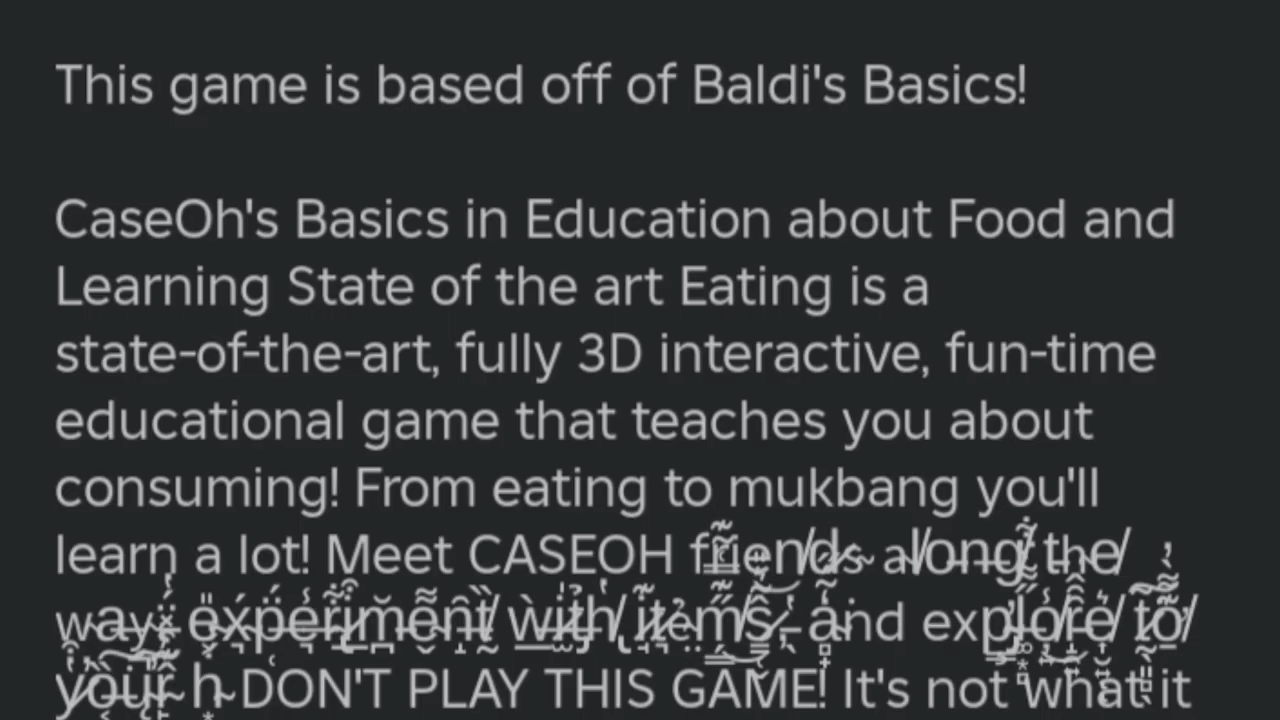 This game is based off of Baldi's Basics!
CaseOh's Basics in Education about Food and
Learning State of the art Eating is a
state-of-the-art, fully 3D interactive, fun-time
educational game that teaches you about
consuming! From eating to mukbang you'll
learn a lot! Meet CASEOH friends along the
way, experiment with items, and explore to
your h DON'T PLAY THIS GAME! It's not what it